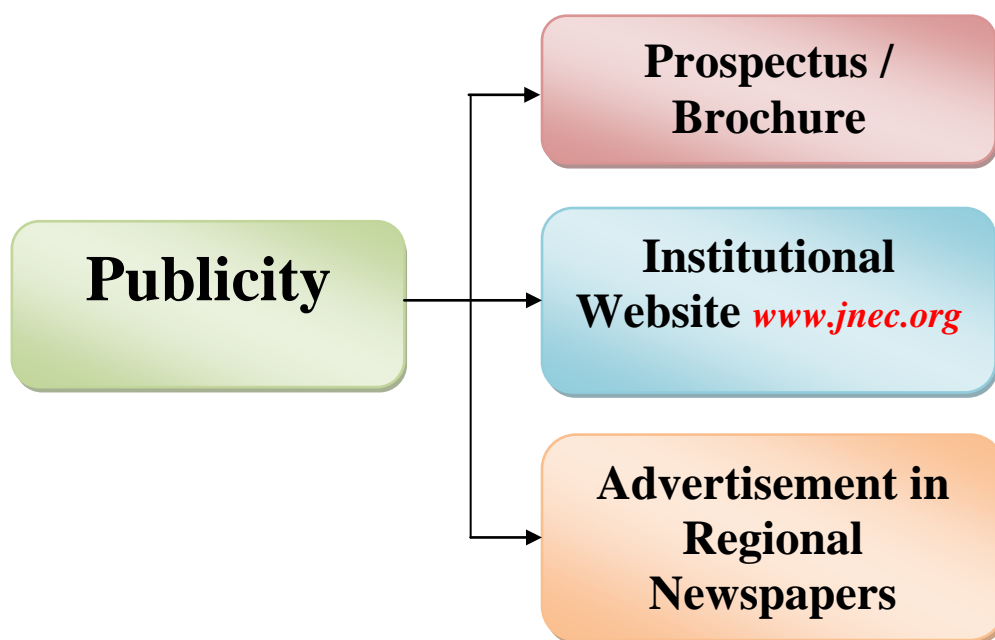 Publicity
Prospectus /
Brochure
Institutional
Website www.jnec.org
Advertisement in
Regional
Newspapers